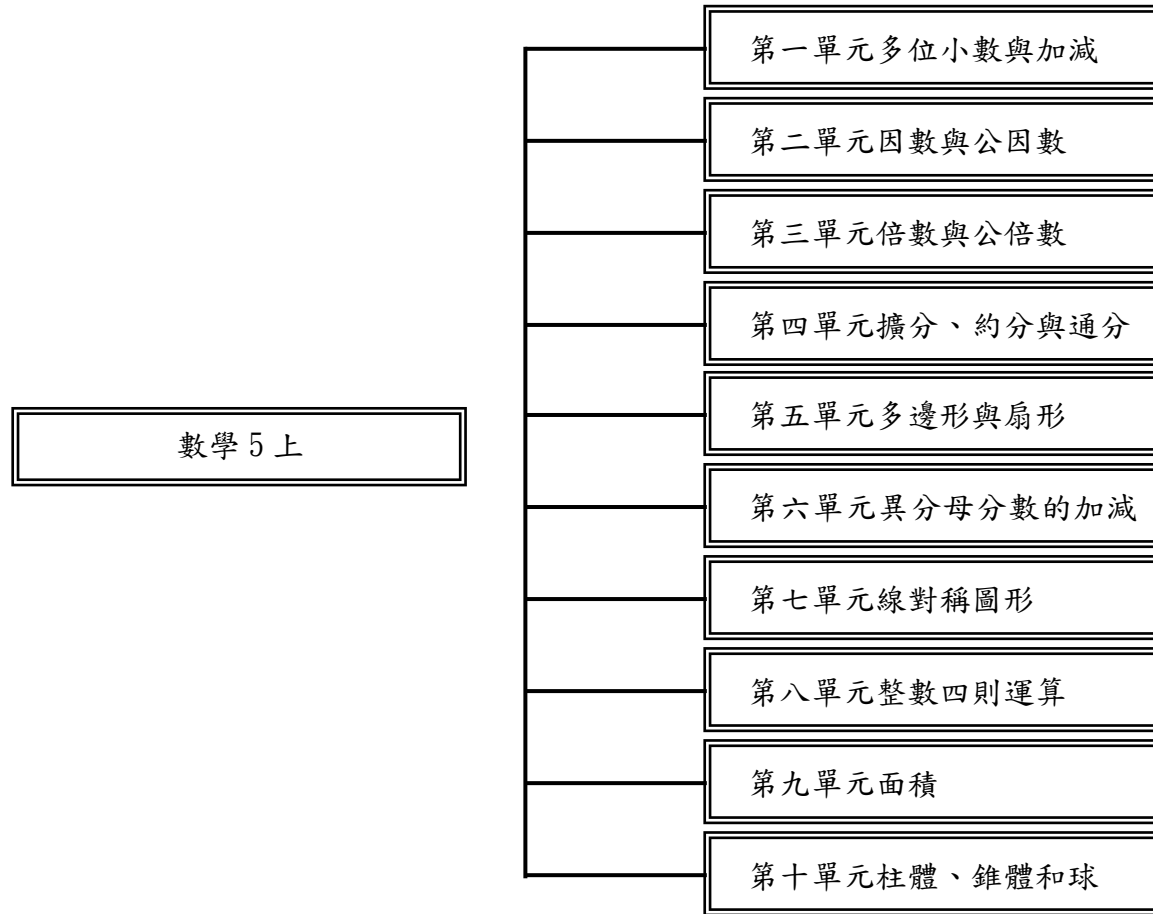 第一單元多位小數與加減
第二單元因數與公因數
第三單元倍數與公倍數
第四單元擴分、約分與通分
第五單元多邊形與扇形
數學5上
第六單元異分母分數的加減
第七單元線對稱圖形
第八單元整數四則運算
第九單元面積
第十單元柱體、錐體和球